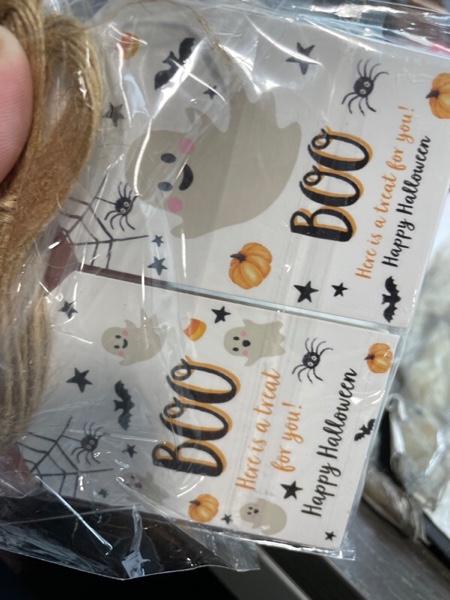 BOO
Here is a treat for you!
Happy Halloween
BOO
Here is a treat
for you!
Happy Halloween